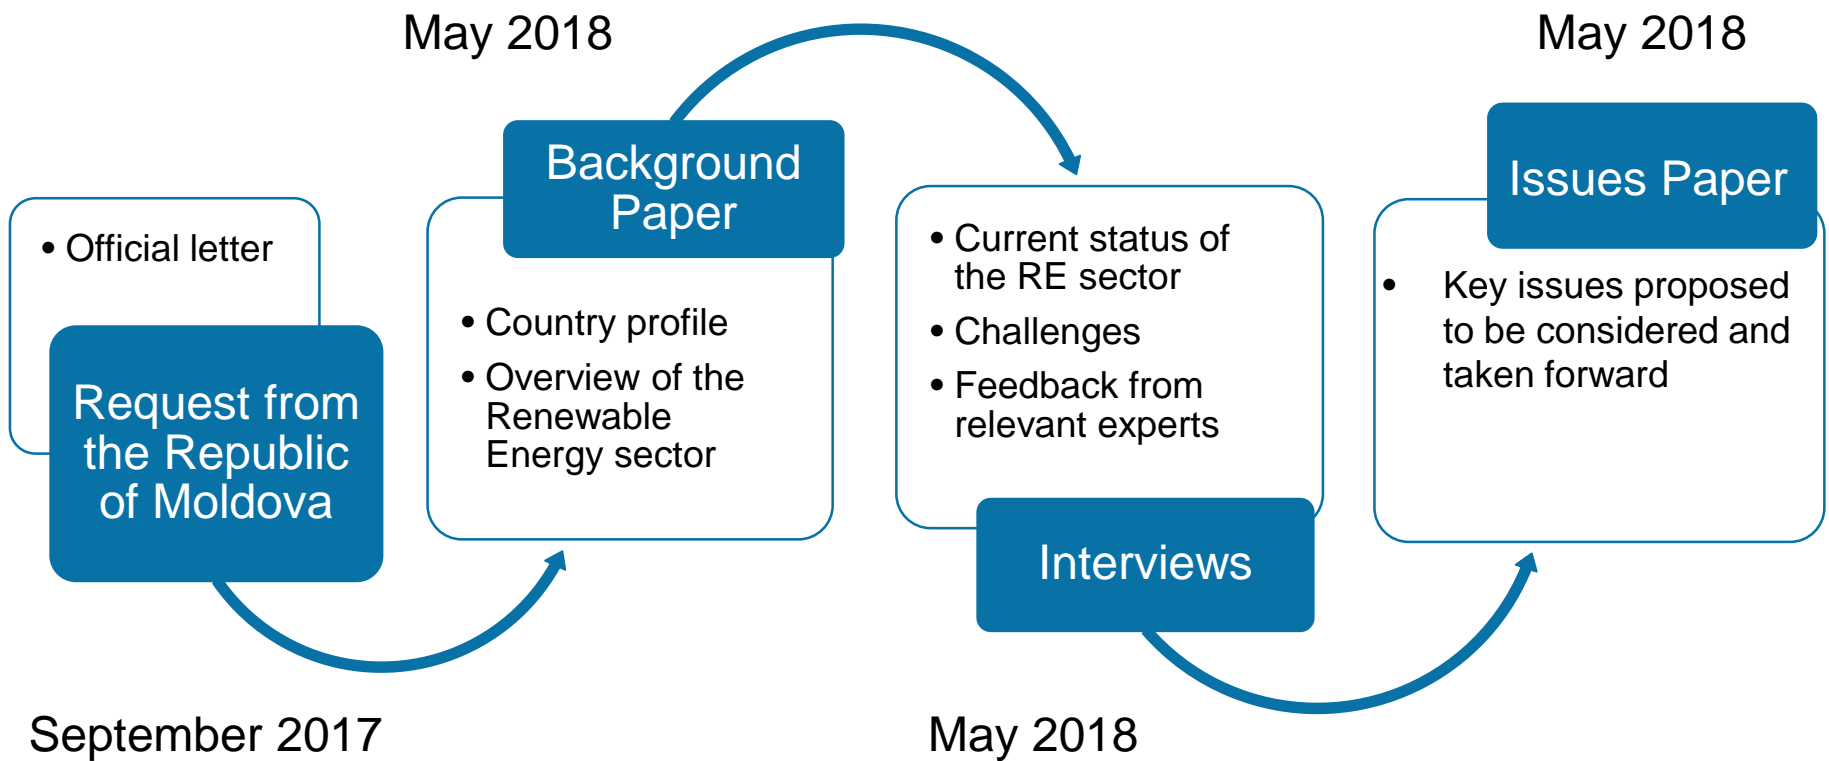 May 2018
May 2018
• Official letter
Request from
the Republic
of Moldova
September 2017
Background
Paper
• Country profile
• Overview of the
Renewable
Energy sector
• Current status of
the RE sector
• Challenges
• Feedback from
relevant experts
Interviews
May 2018
Issues Paper
• Key issues proposed
to be considered and
taken forward